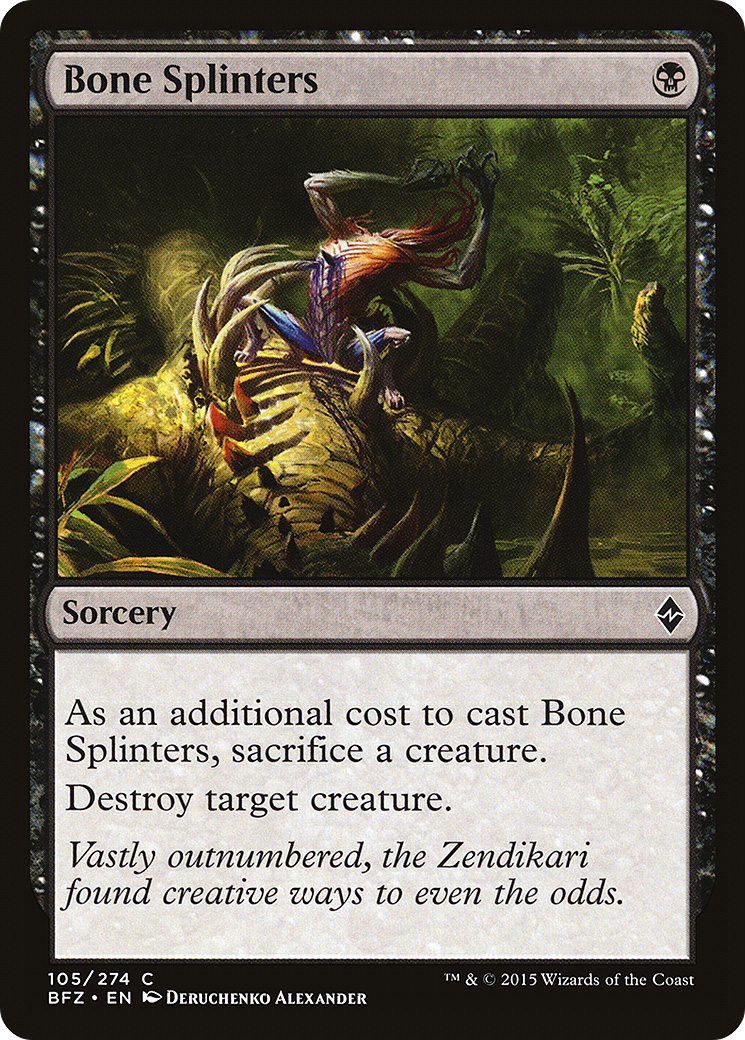 Bone Splinters
Sorcery
As an additional cost to cast Bone
Splinters, sacrifice a creature.
Destroy target creature.
Vastly outnumbered, the Zendikari
found creative ways to even the odds.
105/274 C
™ & © 2015 Wizards of the Coast
BFZ • EN DERUCHENKO ALEXANDER